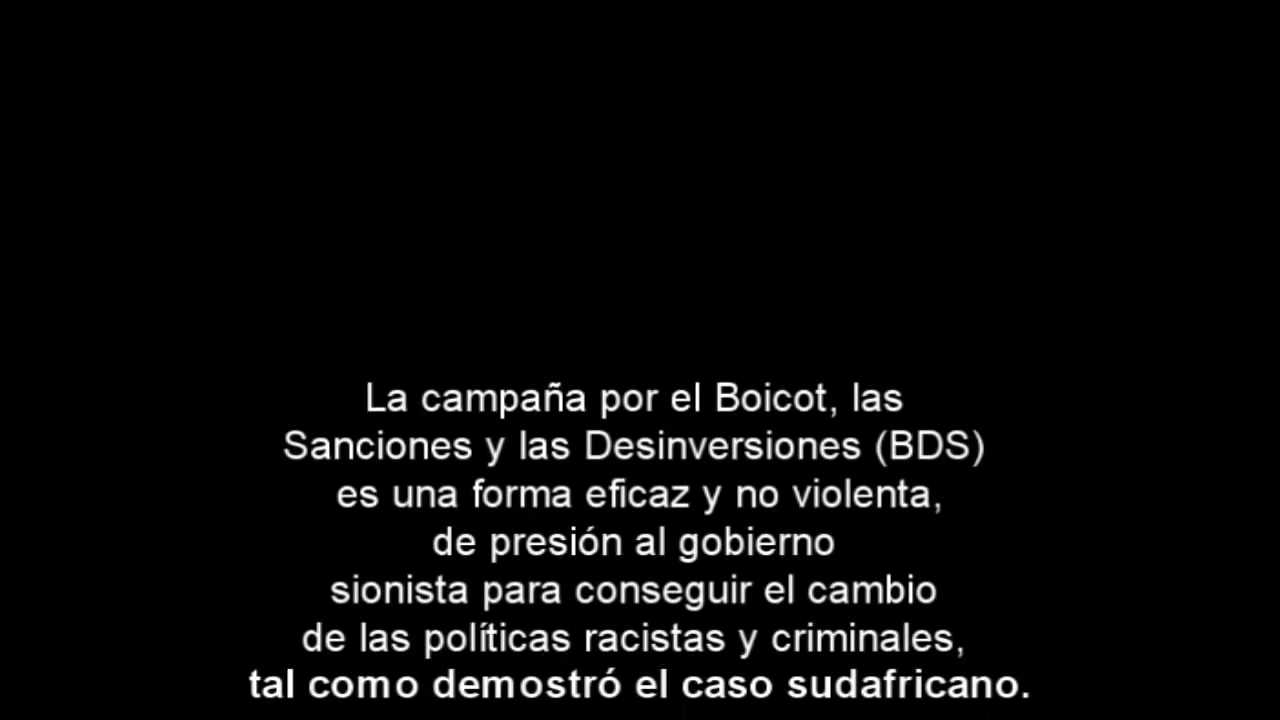 La campaña por el Boicot, las
Sanciones y las Desinversiones (BDS)
es una forma eficaz y no violenta,
de presión al gobierno
sionista para conseguir el cambio
de las políticas racistas y criminales,
tal como demostró el caso sudafricano.